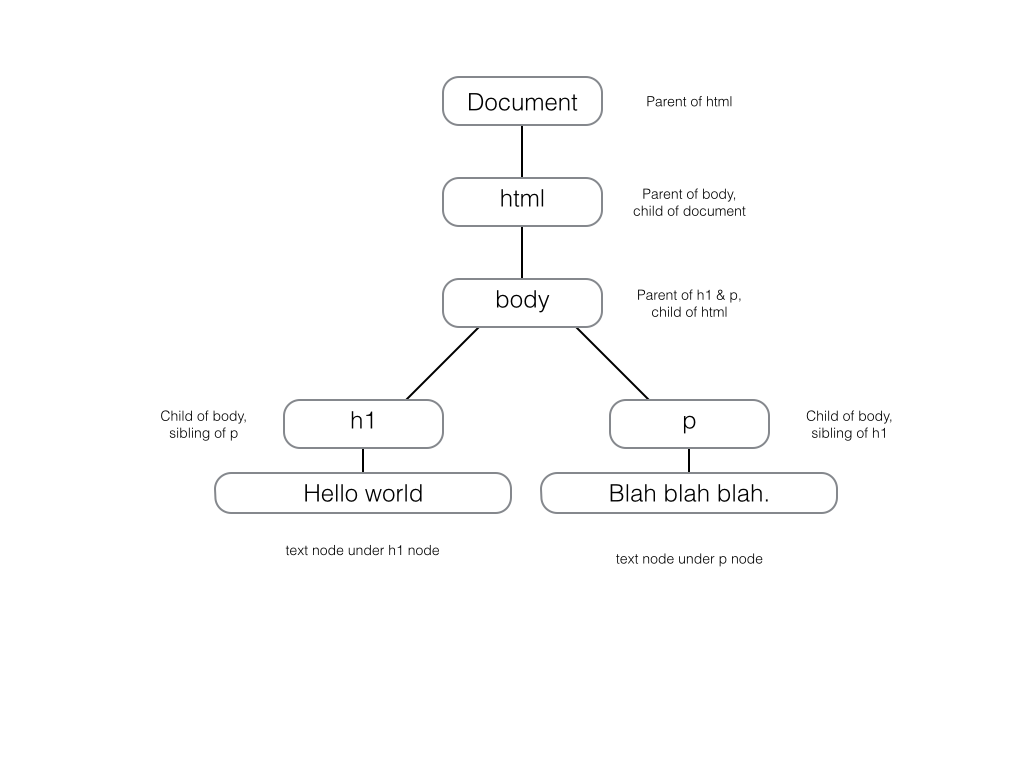 Document
Parent of html
html
Parent of body,
child of document
body
Parent of h1 & p,
child of html
Child of body,
sibling of p
h1
p
Child of body,
sibling of h1
Hello world
Blah blah blah.
text node under h1 node
text node under p node